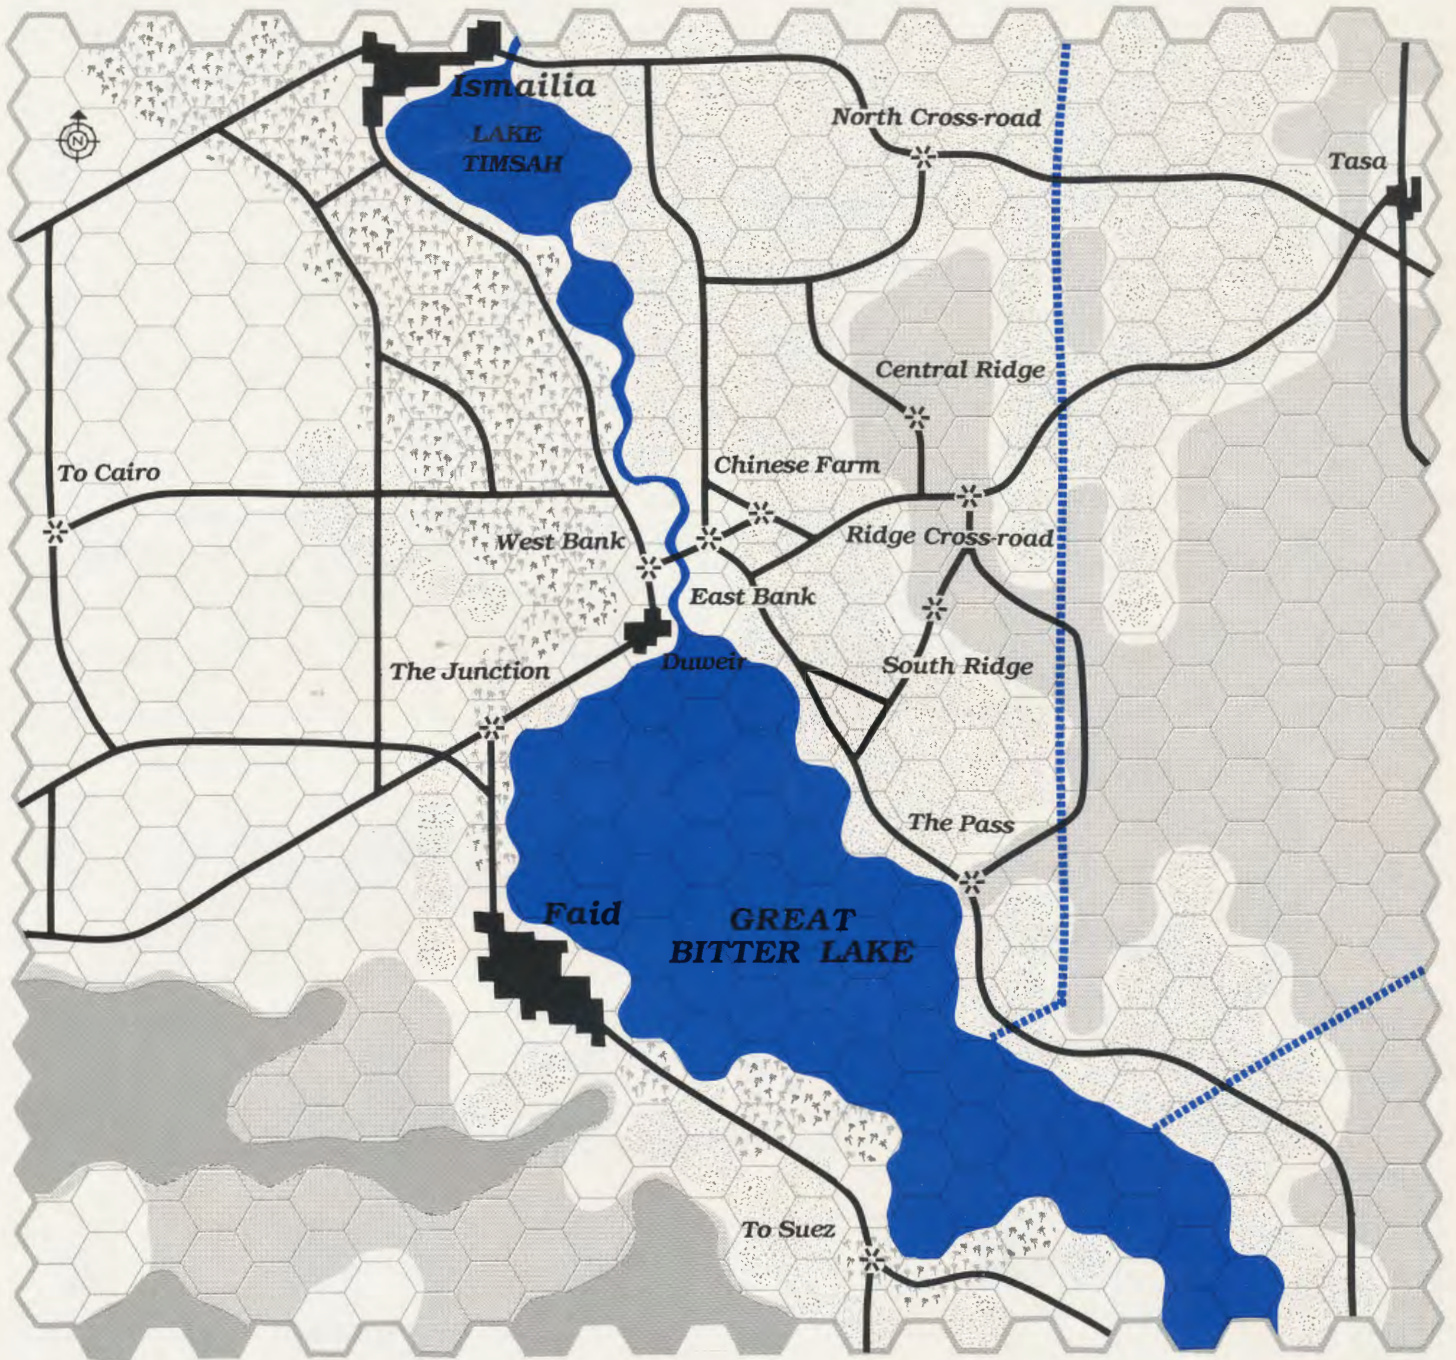 Ismailia
LAKE
TIMSAH
North Cross-road
N
Tasa
Central Ridge
To Cairo
Chinese Farm
West Bank
Ridge Cross-road
East Bank
The Junction
Duweir
South Ridge
The Pass
Faid
GREAT
BITTER LAKE
To Suez